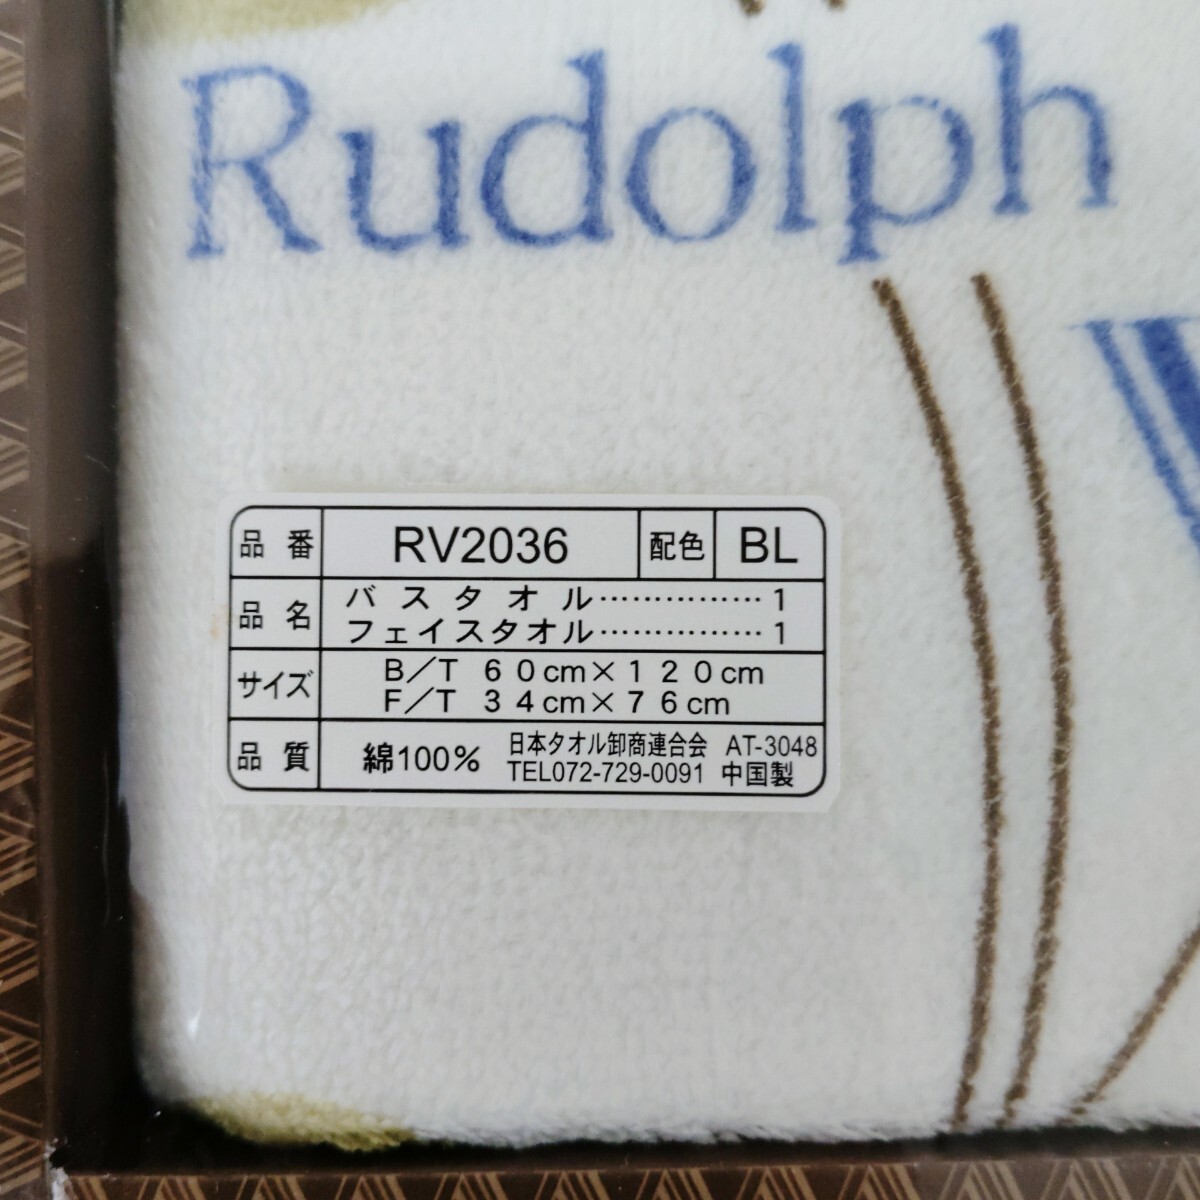 Rudolph
品番 RV2036 配色 BL
品名 バスタオル……………1
フェイスタオル……………1
サイズ B／T ６０cm×１２０cm
F／T ３４cm×７６cm
品質 綿100% 日本タオル卸商連合会 AT-3048
TEL072-729-0091 中国製